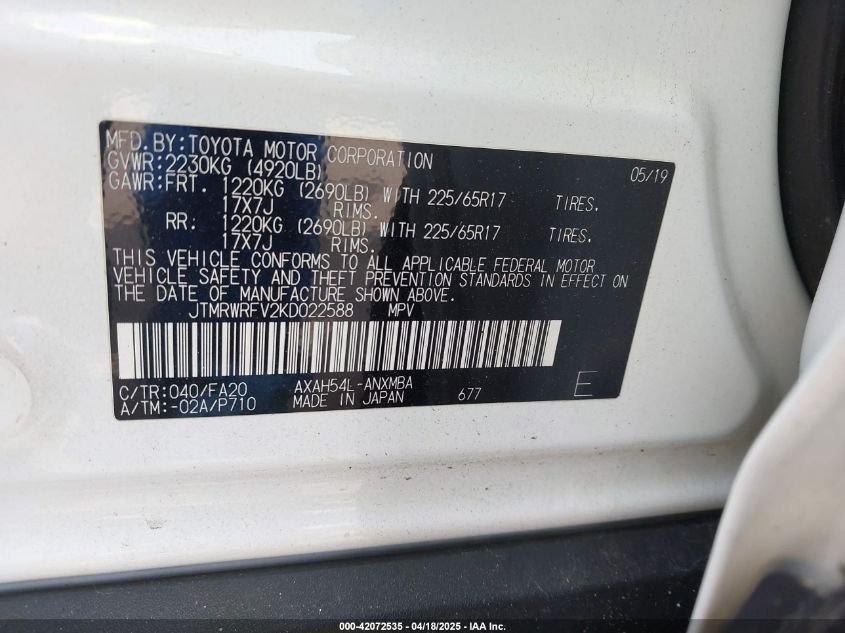 MFD.BY:TOYOTA MOTOR CORPORATION 05/19
GVWR:2230KG (4920LB)
GAWR:FRT. 1220KG (2690LB) WITH 225/65R17 TIRES.
17X7J RIMS.
RR: 1220KG (2690LB) WITH 225/65R17 TIRES.
17X7J RIMS.
THIS VEHICLE CONFORMS TO ALL APPLICABLE FEDERAL MOTOR
VEHICLE SAFETY AND THEFT PREVENTION STANDARDS IN EFFECT ON
THE DATE OF MANUFACTURE SHOWN ABOVE.
JTMRWRFV2KD022588 MPV
C/TR:040/FA20 AXAH54L-ANXMBA E
A/TM:-02A/P710 MADE IN JAPAN 677
000-42072535 - 04/18/2025 - IAA Inc.